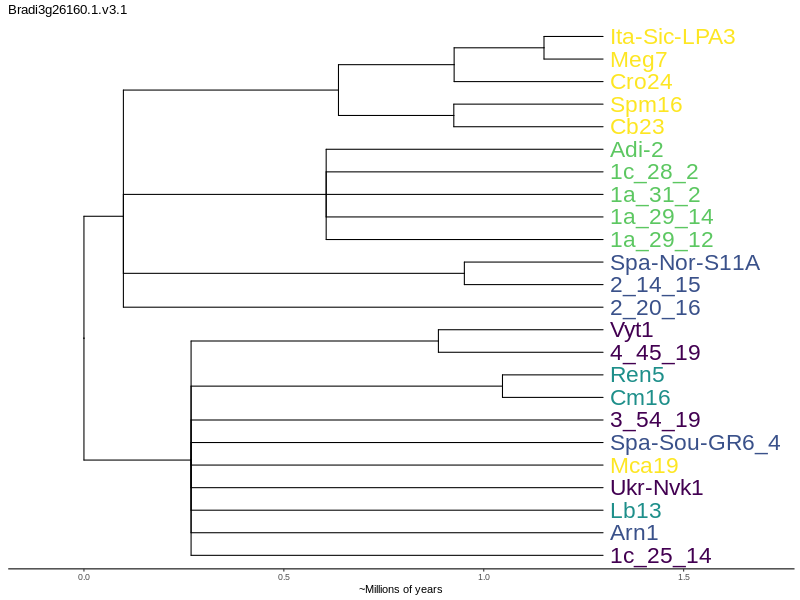 Bradi3g26160.1.v3.1
Ita-Sic-LPA3
Meg7
Cro24
Spm16
Cb23
Adi-2
1c_28_2
1a_31_2
1a_29_14
1a_29_12
Spa-Nor-S11A
2_14_15
2_20_16
Vyt1
4_45_19
Ren5
Cm16
3_54_19
Spa-Sou-GR6_4
Mca19
Ukr-Nvk1
Lb13
Arn1
1c_25_14
0.0 0.5 1.0 1.5
~Millions of years